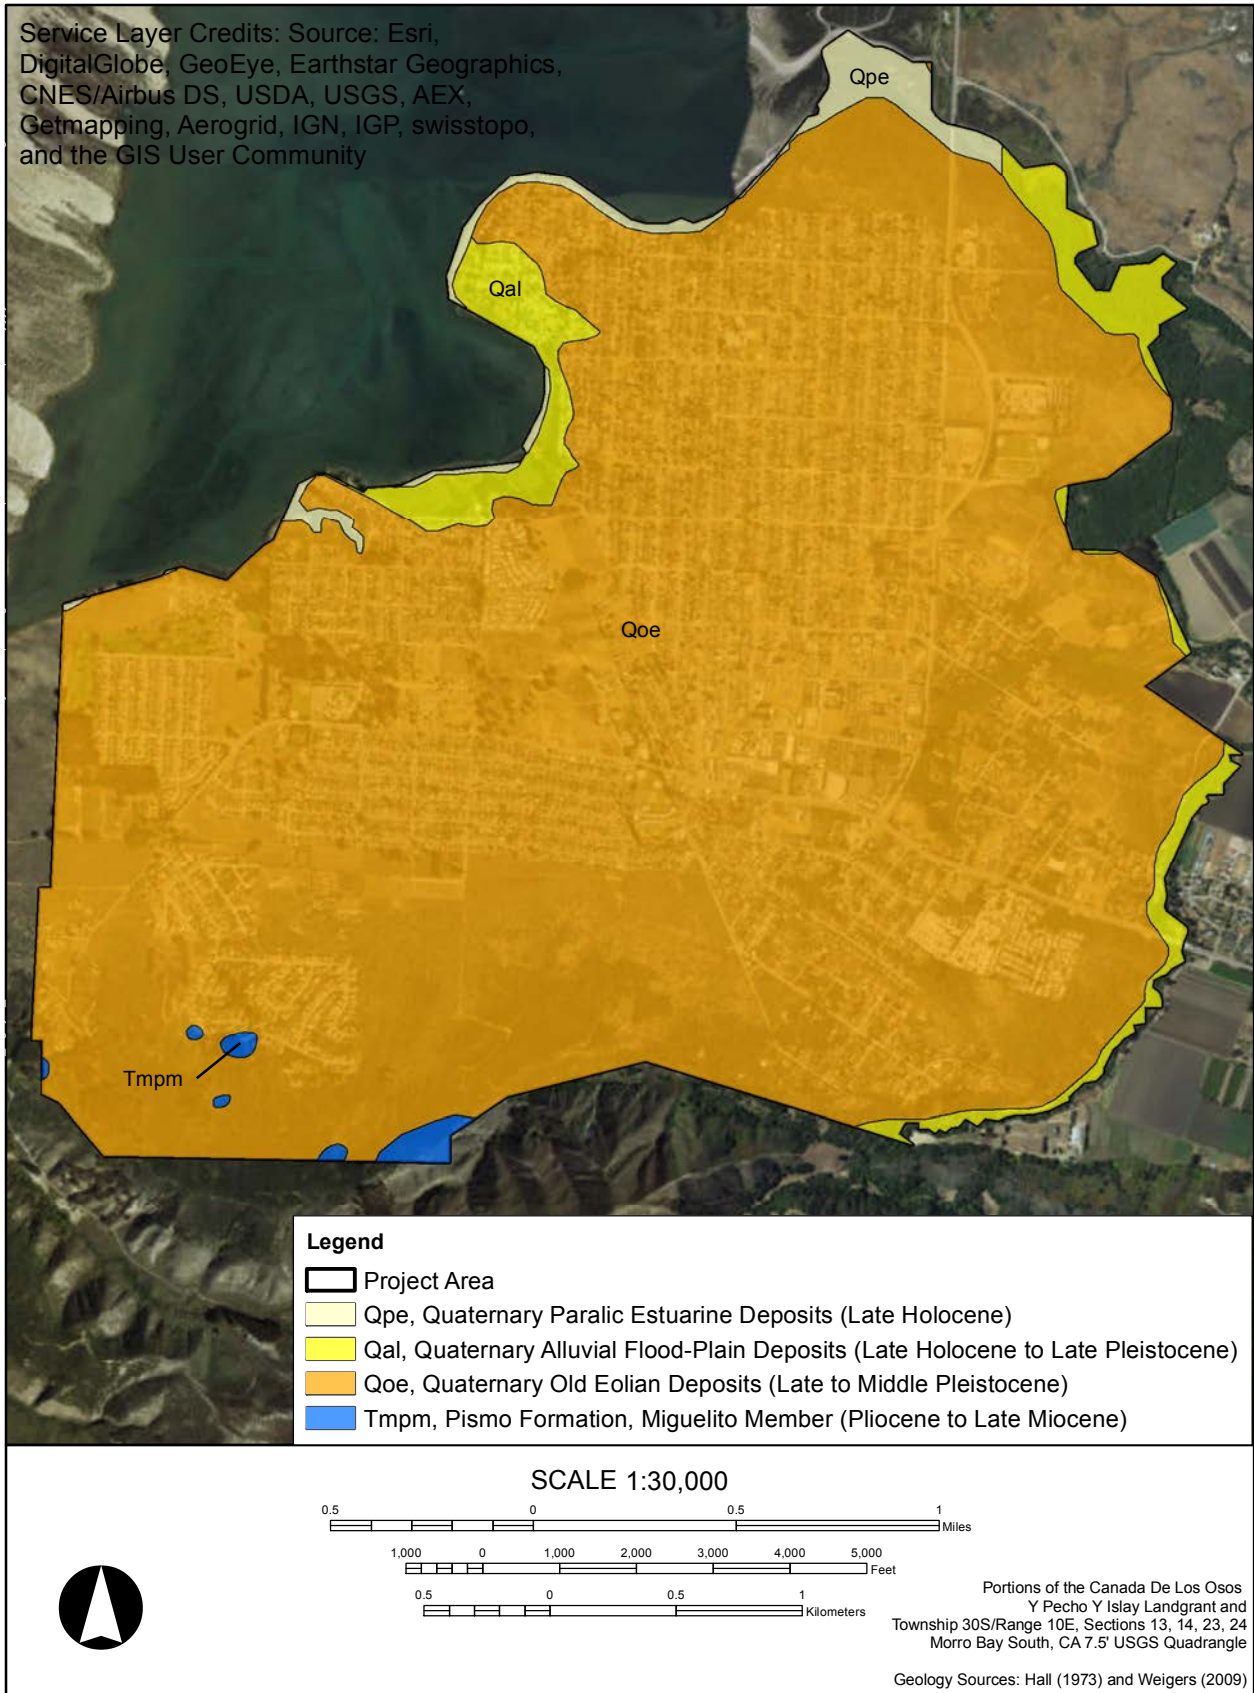 Service Layer Credits: Source: Esri,
DigitalGlobe, GeoEye, Earthstar Geographics,
CNES/Airbus DS, USDA, USGS, AEX,
Getmapping, Aerogrid, IGN, IGP, swisstopo,
and the GIS User Community
Qpe
Qal
Qoe
Tmpm
Legend
Project Area
Qpe, Quaternary Paralic Estuarine Deposits (Late Holocene)
Qal, Quaternary Alluvial Flood-Plain Deposits (Late Holocene to Late Pleistocene)
Qoe, Quaternary Old Eolian Deposits (Late to Middle Pleistocene)
Tmpm, Pismo Formation, Miguelito Member (Pliocene to Late Miocene)
SCALE 1:30,000
0.5 0 0.5 1
Miles
1,000 0 1,000 2,000 3,000 4,000 5,000
Feet
0.5 0 0.5 1
Kilometers
Portions of the Canada De Los Osos
Y Pecho Y Islay Landgrant and
Township 30S/Range 10E, Sections 13, 14, 23, 24
Morro Bay South, CA 7.5' USGS Quadrangle
Geology Sources: Hall (1973) and Weigers (2009)